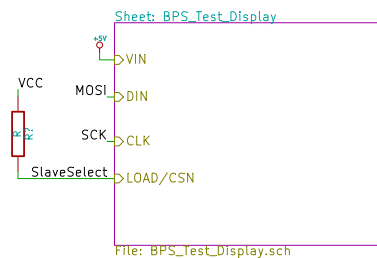 Sheet: BPS_Test_Display
+5V
VIN
VCC
MOSI
DIN
R
R?
SCK
CLK
SlaveSelect
LOAD/CSN
File: BPS_Test_Display.sch